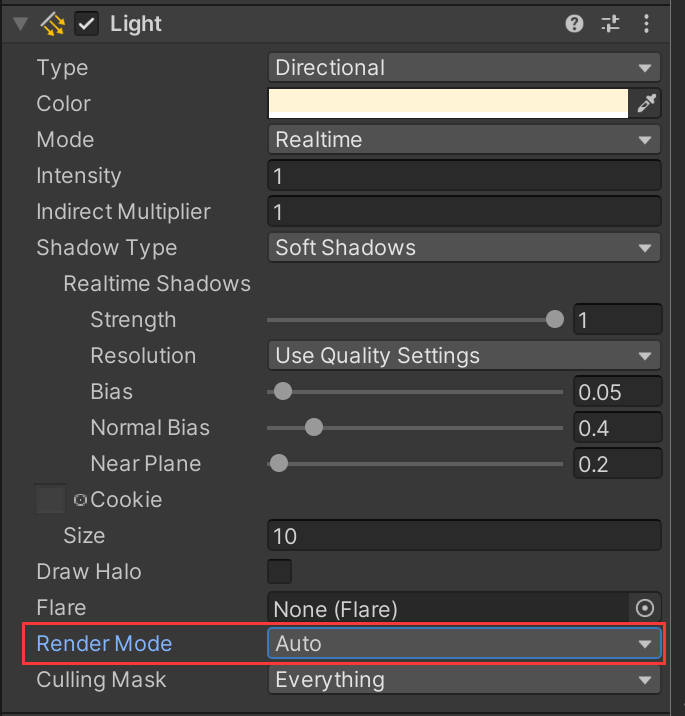 Light
Type Directional
Color
Mode Realtime
Intensity 1
Indirect Multiplier 1
Shadow Type Soft Shadows
Realtime Shadows
Strength 1
Resolution Use Quality Settings
Bias 0.05
Normal Bias 0.4
Near Plane 0.2
Cookie
Size 10
Draw Halo
Flare None (Flare)
Render Mode Auto
Culling Mask Everything